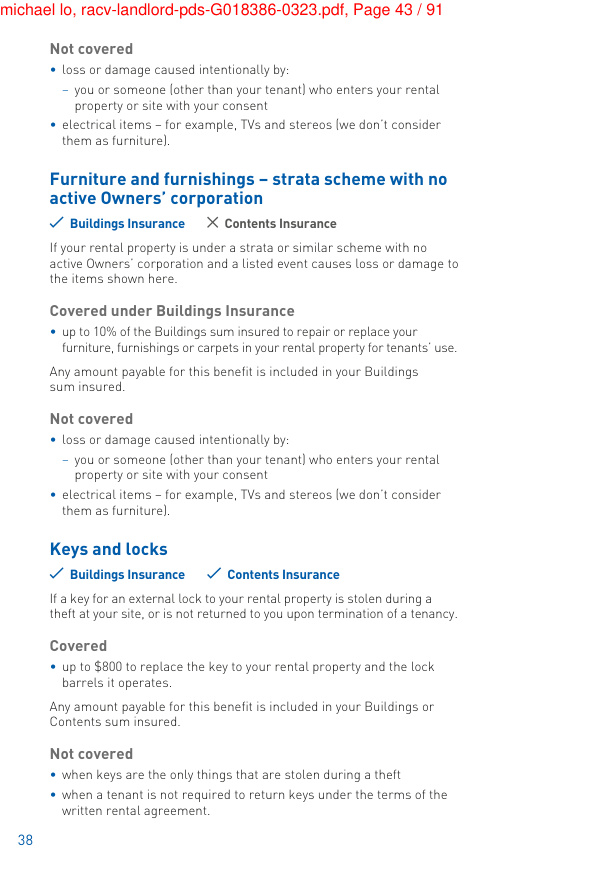 michael lo, racv-landlord-pds-G018386-0323.pdf, Page 43 / 91
Not covered
• loss or damage caused intentionally by:
– you or someone (other than your tenant) who enters your rental
property or site with your consent
• electrical items – for example, TVs and stereos (we don’t consider
them as furniture).
Furniture and furnishings – strata scheme with no
active Owners’ corporation
✓ Buildings Insurance ✕ Contents Insurance
If your rental property is under a strata or similar scheme with no
active Owners’ corporation and a listed event causes loss or damage to
the items shown here.
Covered under Buildings Insurance
• up to 10% of the Buildings sum insured to repair or replace your
furniture, furnishings or carpets in your rental property for tenants’ use.
Any amount payable for this benefit is included in your Buildings
sum insured.
Not covered
• loss or damage caused intentionally by:
– you or someone (other than your tenant) who enters your rental
property or site with your consent
• electrical items – for example, TVs and stereos (we don’t consider
them as furniture).
Keys and locks
✓ Buildings Insurance ✓ Contents Insurance
If a key for an external lock to your rental property is stolen during a
theft at your site, or is not returned to you upon termination of a tenancy.
Covered
• up to $800 to replace the key to your rental property and the lock
barrels it operates.
Any amount payable for this benefit is included in your Buildings or
Contents sum insured.
Not covered
• when keys are the only things that are stolen during a theft
• when a tenant is not required to return keys under the terms of the
written rental agreement.
38